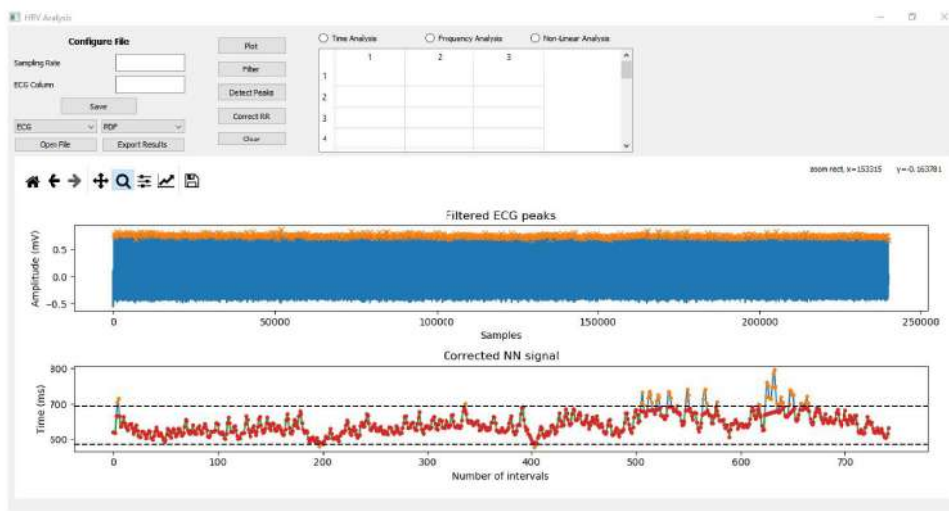 HRV Analysis
Configure File
Sampling Rate
ECG Column
Save
ECG PDF
Open File Export Results
Plot
Filter
Detect Peaks
Correct RR
Clear
Time Analysis Frequency Analysis Non-Linear Analysis
1 2 3
1
2
3
4
zoom rect, x=153315 y=-0.163781
Filtered ECG peaks
Amplitude (mV)
0.5
0.0
−0.5
0 50000 100000 150000 200000 250000
Samples
Corrected NN signal
Time (ms)
800
700
600
500
0 100 200 300 400 500 600 700
Number of intervals